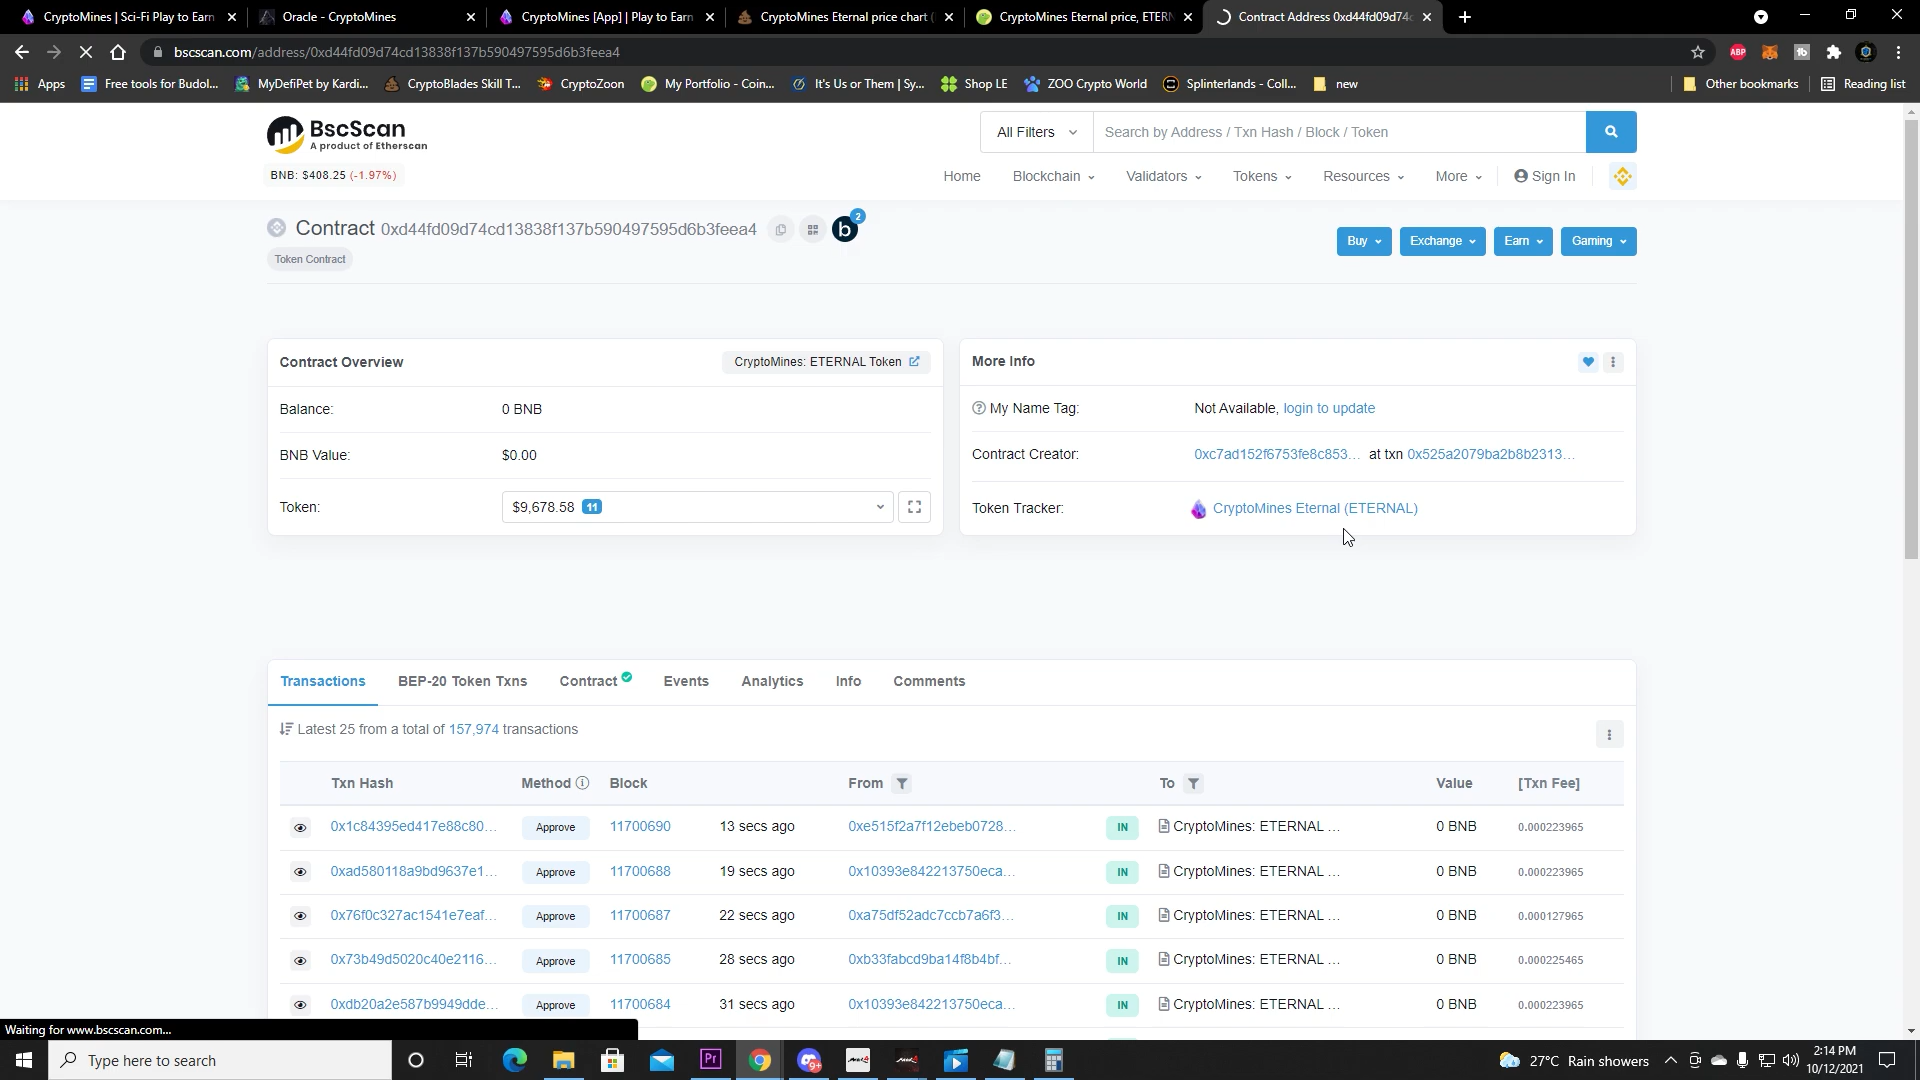 CryptoMines | Sci-Fi Play to Earn
Oracle - CryptoMines
CryptoMines [App] | Play to Earn
CryptoMines Eternal price chart (
CryptoMines Eternal price, ETER
Contract Address 0xd44fd09d74c
bscscan.com/address/0xd44fd09d74cd13838f137b590497595d6b3feea4
ABP
tb
Apps
Free tools for Budol...
MyDefiPet by Kardi...
CryptoBlades Skill T...
CryptoZoon
My Portfolio - Coin...
It's Us or Them | Sy...
Shop LE
ZOO Crypto World
Splinterlands - Coll...
new
Other bookmarks
Reading list
BscScan
A product of Etherscan
All Filters
Search by Address / Txn Hash / Block / Token
BNB: $408.25 (-1.97%)
Home
Blockchain
Validators
Tokens
Resources
More
Sign In
Contract 0xd44fd09d74cd13838f137b590497595d6b3feea4
b
2
Token Contract
Buy
Exchange
Earn
Gaming
Contract Overview
CryptoMines: ETERNAL Token
Balance:
0 BNB
BNB Value:
$0.00
Token:
$9,678.58 11
More Info
My Name Tag:
Not Available, login to update
Contract Creator:
0xc7ad152f6753fe8c853... at txn 0x525a2079ba2b8b2313...
Token Tracker:
CryptoMines Eternal (ETERNAL)
Transactions
BEP-20 Token Txns
Contract
Events
Analytics
Info
Comments
Latest 25 from a total of 157,974 transactions
Txn Hash Method Block From To Value [Txn Fee]
0x1c84395ed417e88c80... Approve 11700690 13 secs ago 0xe515f2a7f12ebeb0728... IN CryptoMines: ETERNAL ... 0 BNB 0.000223965
0xad580118a9bd9637e1... Approve 11700688 19 secs ago 0x10393e842213750eca... IN CryptoMines: ETERNAL ... 0 BNB 0.000223965
0x76f0c327ac1541e7eaf... Approve 11700687 22 secs ago 0xa75df52adc7ccb7a6f3... IN CryptoMines: ETERNAL ... 0 BNB 0.000127965
0x73b49d5020c40e2116... Approve 11700685 28 secs ago 0xb33fabcd9ba14f8b4bf... IN CryptoMines: ETERNAL ... 0 BNB 0.000225465
0xdb20a2e587b9949dde... Approve 11700684 31 secs ago 0x10393e842213750eca... IN CryptoMines: ETERNAL ... 0 BNB 0.000223965
Waiting for www.bscscan.com...
Type here to search
Pr
9+
27°C Rain showers
2:14 PM
10/12/2021